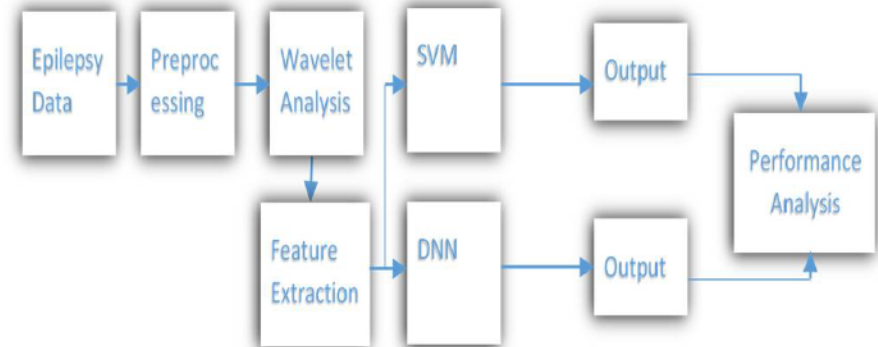 Epilepsy
Data
Preproc
essing
Wavelet
Analysis
SVM
Output
Performance
Analysis
Feature
Extraction
DNN
Output